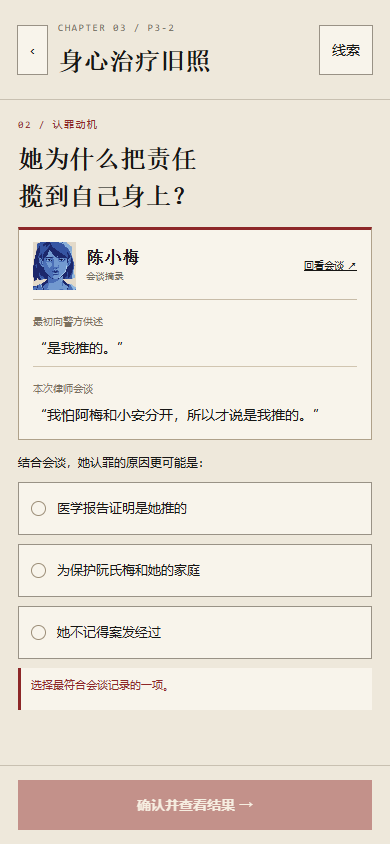 ‹
CHAPTER 03 / P3-2
身心治疗旧照
线索
02 / 认罪动机
她为什么把责任
揽到自己身上？
陈小梅
会谈摘录
回看会谈 ↗
最初向警方供述
“是我推的。”
本次律师会谈
“我怕阿梅和小安分开，所以才说是我推的。”
结合会谈，她认罪的原因更可能是：
医学报告证明是她推的
为保护阮氏梅和她的家庭
她不记得案发经过
选择最符合会谈记录的一项。
确认并查看结果 →